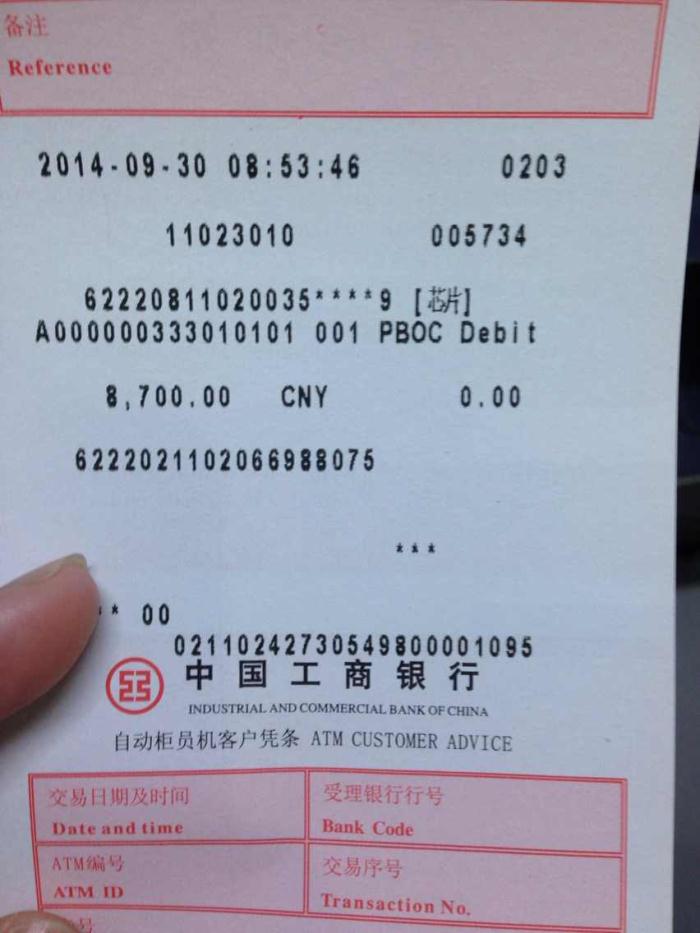 备注
Reference
2014-09-30 08:53:46 0203
11023010 005734
62220811020035****9 [芯片]
A000000333010101 001 PBOC Debit
8,700.00 CNY 0.00
6222021102066988075
***
** 00
0211024273054980000​1095
中国工商银行
INDUSTRIAL AND COMMERCIAL BANK OF CHINA
自动柜员机客户凭条 ATM CUSTOMER ADVICE
交易日期及时间 受理银行行号
Date and time Bank Code
ATM编号 交易序号
ATM ID Transaction No.
号